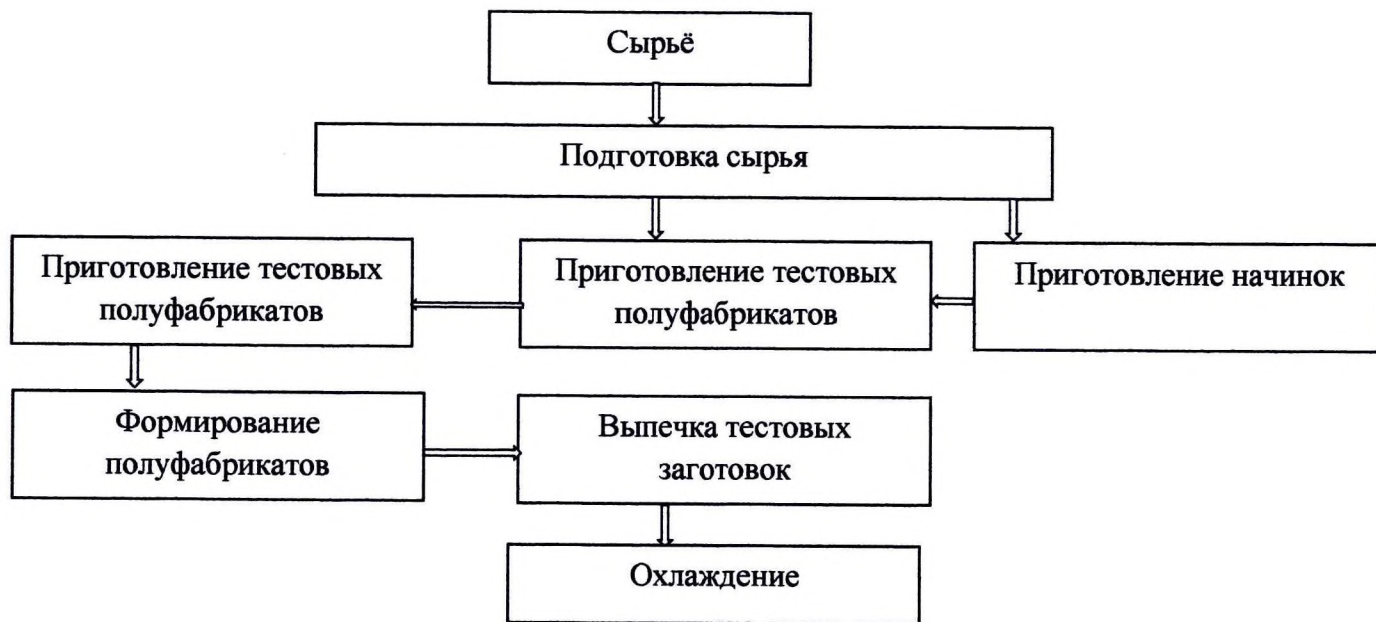 Сырьё
Подготовка сырья
Приготовление тестовых
полуфабрикатов
Приготовление тестовых
полуфабрикатов
Приготовление начинок
Формирование
полуфабрикатов
Выпечка тестовых
заготовок
Охлаждение